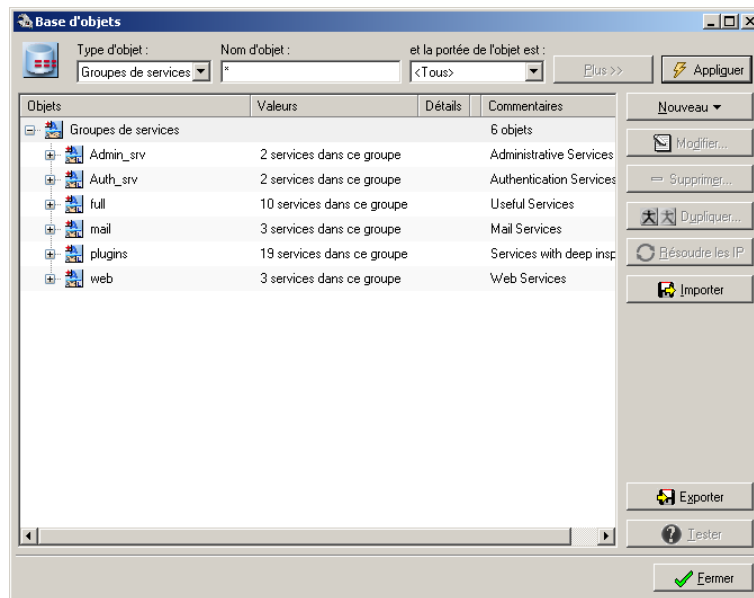 Base d'objets
Type d'objet : Nom d'objet : et la portée de l'objet est :
Groupes de services * <Tous> Plus >> Appliquer
Objets Valeurs Détails Commentaires Nouveau
Groupes de services 6 objets
Modifier...
Admin_srv 2 services dans ce groupe Administrative Services
Auth_srv 2 services dans ce groupe Authentication Services Supprimer...
full 10 services dans ce groupe Useful Services
mail 3 services dans ce groupe Mail Services Dupliquer...
plugins 19 services dans ce groupe Services with deep insp Résoudre les IP
web 3 services dans ce groupe Web Services
Importer
Exporter
Tester
Fermer